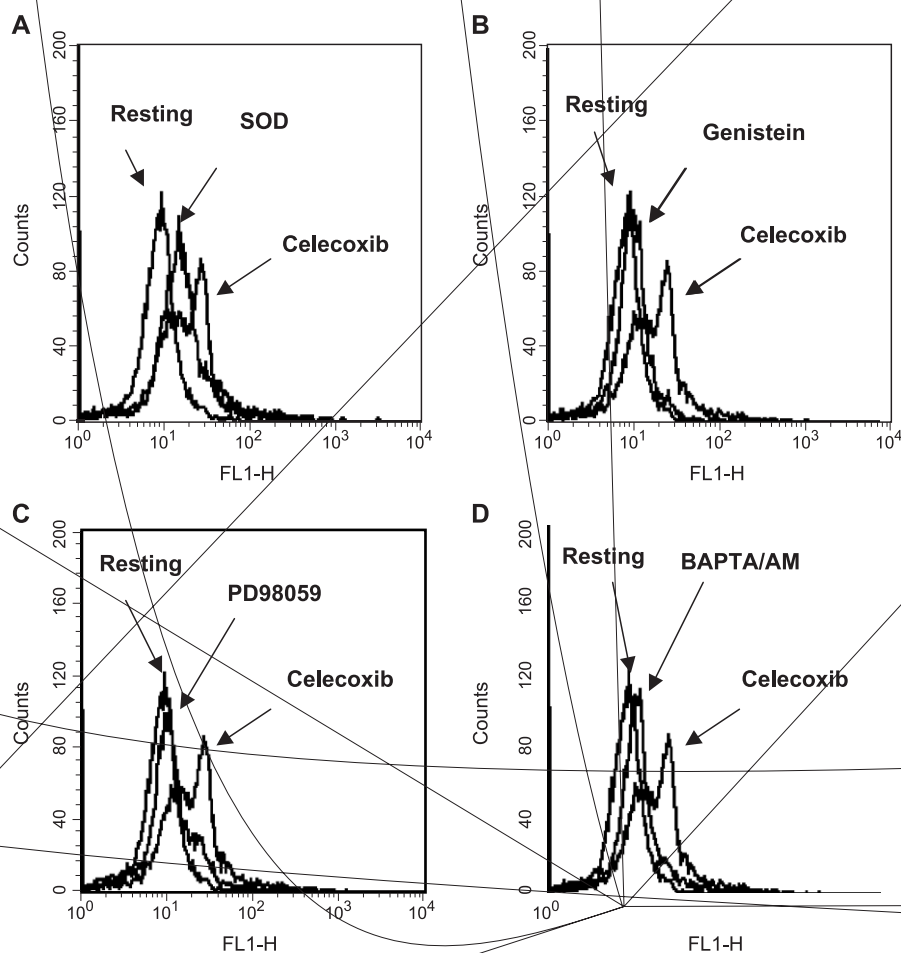 A
200
160
120
80
40
0
Counts
Resting
SOD
Celecoxib
10^0
10^1
10^2
10^3
10^4
FL1-H
B
200
160
120
80
40
0
Counts
Resting
Genistein
Celecoxib
10^0
10^1
10^2
10^3
10^4
FL1-H
C
200
160
120
80
40
0
Counts
Resting
PD98059
Celecoxib
10^0
10^1
10^2
10^3
10^4
FL1-H
D
200
160
120
80
40
0
Counts
Resting
BAPTA/AM
Celecoxib
10^0
FL1-H